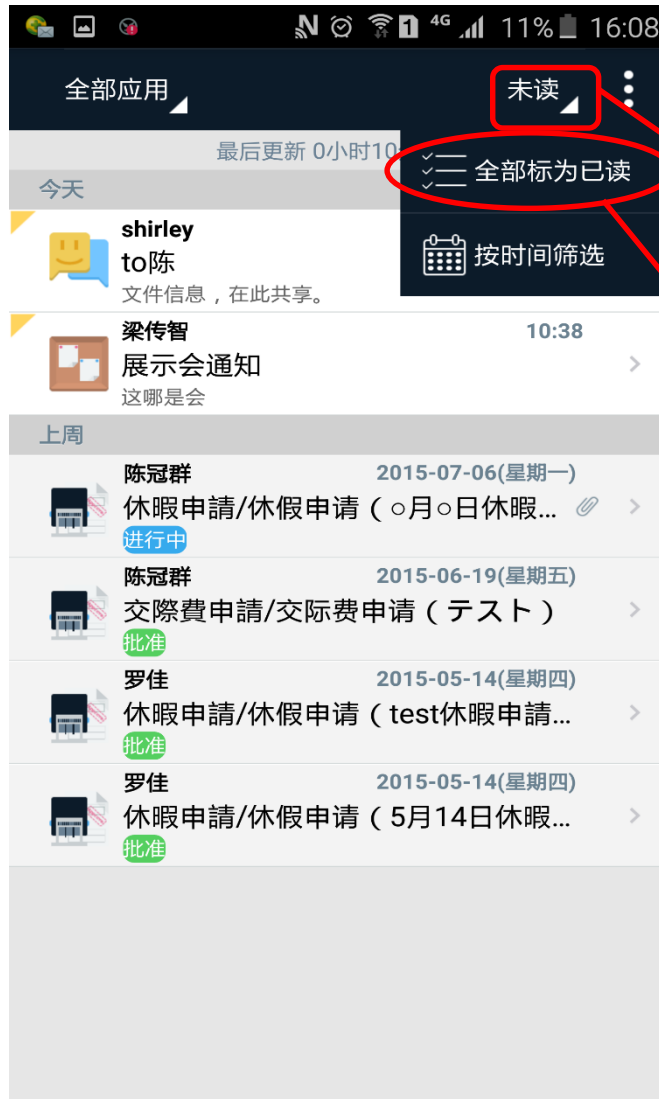 1 4G 11% 16:08
全部应用
未读
最后更新 0小时10
全部标为已读
今天
按时间筛选
shirley
to陈
文件信息，在此共享。
梁传智 10:38
展示会通知
这哪是会
上周
陈冠群 2015-07-06(星期一)
休暇申請/休假申请（○月○日休暇...
进行中
陈冠群 2015-06-19(星期五)
交際費申請/交际费申请（テスト）
批准
罗佳 2015-05-14(星期四)
休暇申請/休假申请（test休暇申請...
批准
罗佳 2015-05-14(星期四)
休暇申請/休假申请（5月14日休暇...
批准